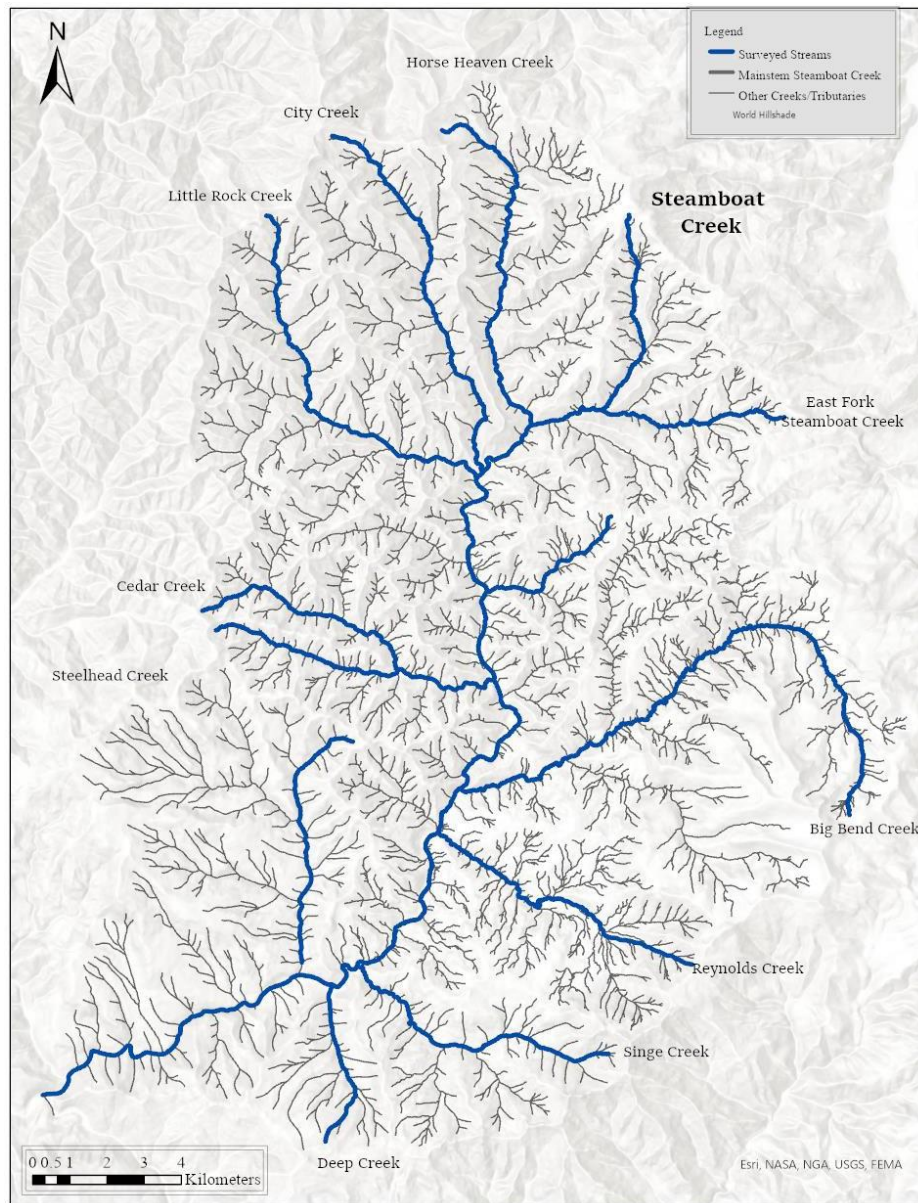 N
Legend
Surveyed Streams
Mainstem Steamboat Creek
Other Creeks/Tributaries
World Hillshade
Horse Heaven Creek
City Creek
Little Rock Creek
Steamboat
Creek
East Fork
Steamboat Creek
Cedar Creek
Steelhead Creek
Big Bend Creek
Reynolds Creek
Singe Creek
Deep Creek
0 0.5 1 2 3 4
Kilometers
Esri, NASA, NGA, USGS, FEMA